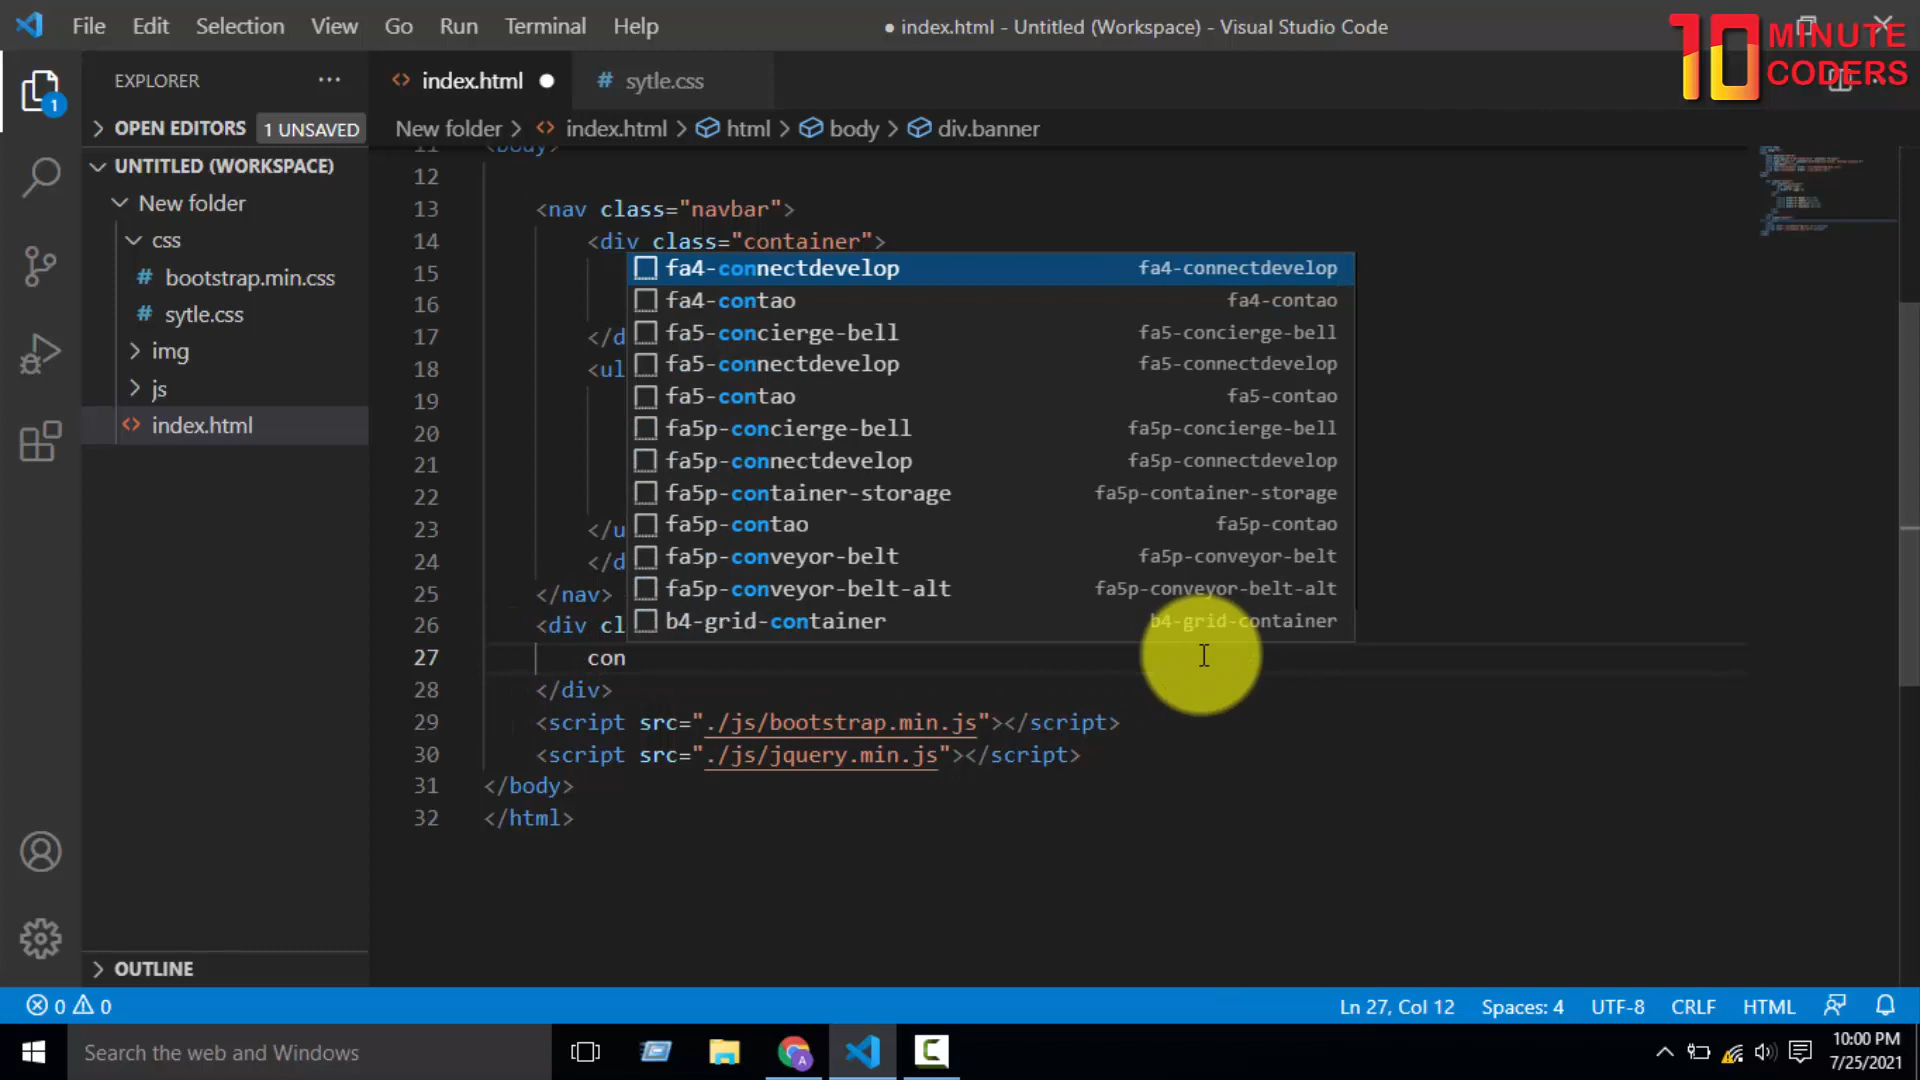 File Edit Selection View Go Run Terminal Help
● index.html - Untitled (Workspace) - Visual Studio Code
10 MINUTE CODERS
EXPLORER ···
index.html ●
# sytle.css
1
OPEN EDITORS 1 UNSAVED
New folder > index.html > html > body > div.banner
UNTITLED (WORKSPACE)
New folder
css
# bootstrap.min.css
# sytle.css
img
js
index.html
OUTLINE
11 <body>
12
13 <nav class="navbar">
14 <div class="container">
15
16
17 </d
18 <ul
19
20
21
22
23 </u
24 </d
25 </nav>
26 <div cl
27 con
28 </div>
29 <script src="./js/bootstrap.min.js"></script>
30 <script src="./js/jquery.min.js"></script>
31 </body>
32 </html>
fa4-connectdevelop fa4-connectdevelop
fa4-contao fa4-contao
fa5-concierge-bell fa5-concierge-bell
fa5-connectdevelop fa5-connectdevelop
fa5-contao fa5-contao
fa5p-concierge-bell fa5p-concierge-bell
fa5p-connectdevelop fa5p-connectdevelop
fa5p-container-storage fa5p-container-storage
fa5p-contao fa5p-contao
fa5p-conveyor-belt fa5p-conveyor-belt
fa5p-conveyor-belt-alt fa5p-conveyor-belt-alt
b4-grid-container b4-grid-container
0 0
Ln 27, Col 12 Spaces: 4 UTF-8 CRLF HTML
Search the web and Windows
A
C
10:00 PM
7/25/2021